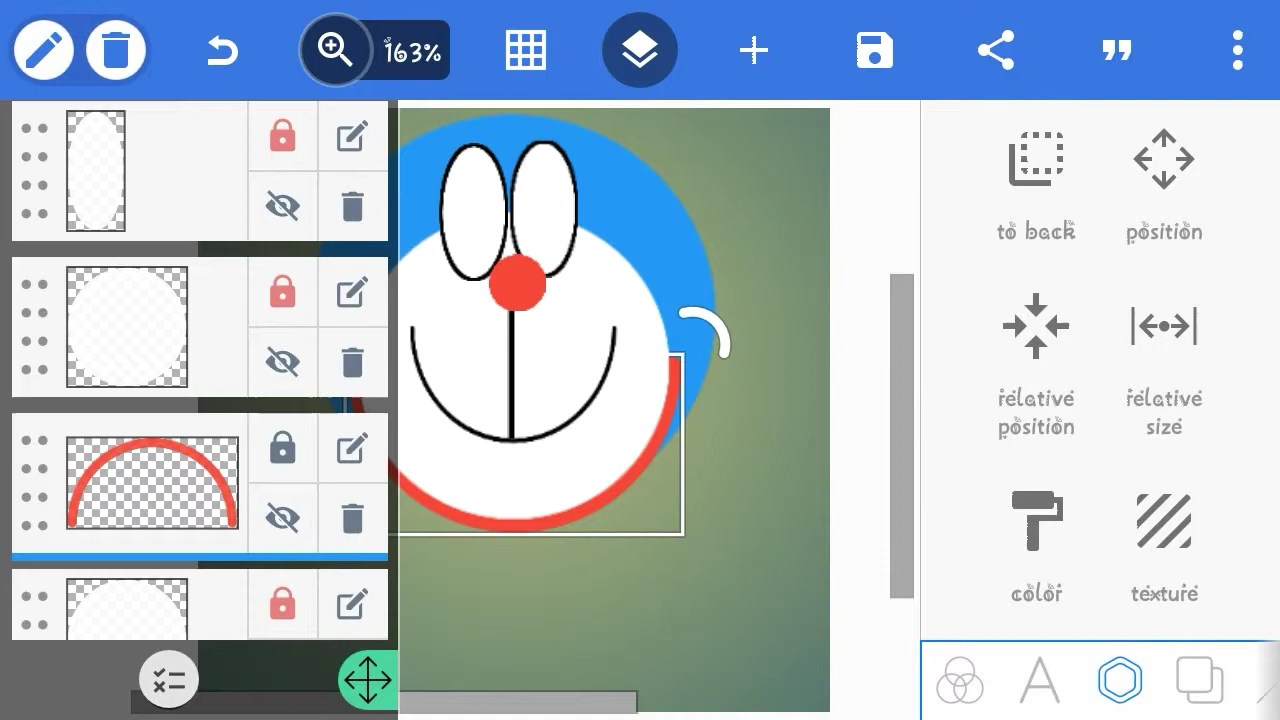 163%
to back
position
relative
position
relative
size
color
texture